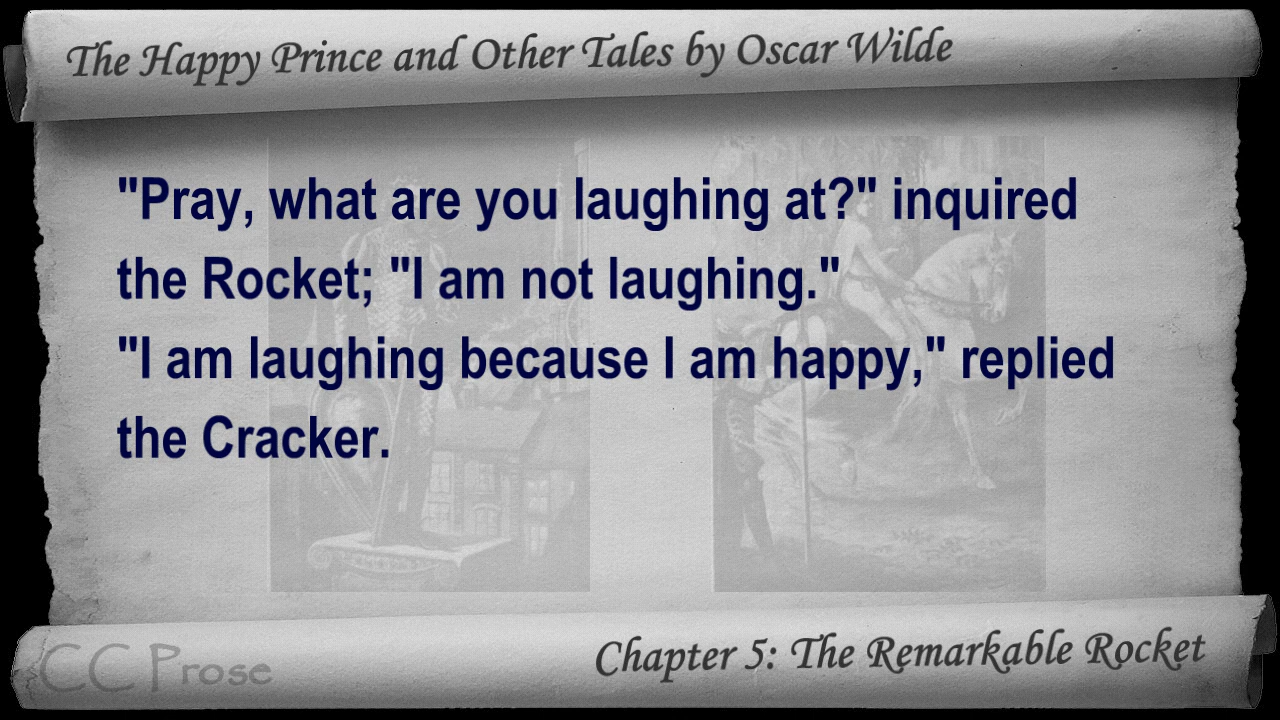 The Happy Prince and Other Tales by Oscar Wilde
"Pray, what are you laughing at?" inquired
the Rocket; "I am not laughing."
"I am laughing because I am happy," replied
the Cracker.
CC Prose
Chapter 5: The Remarkable Rocket